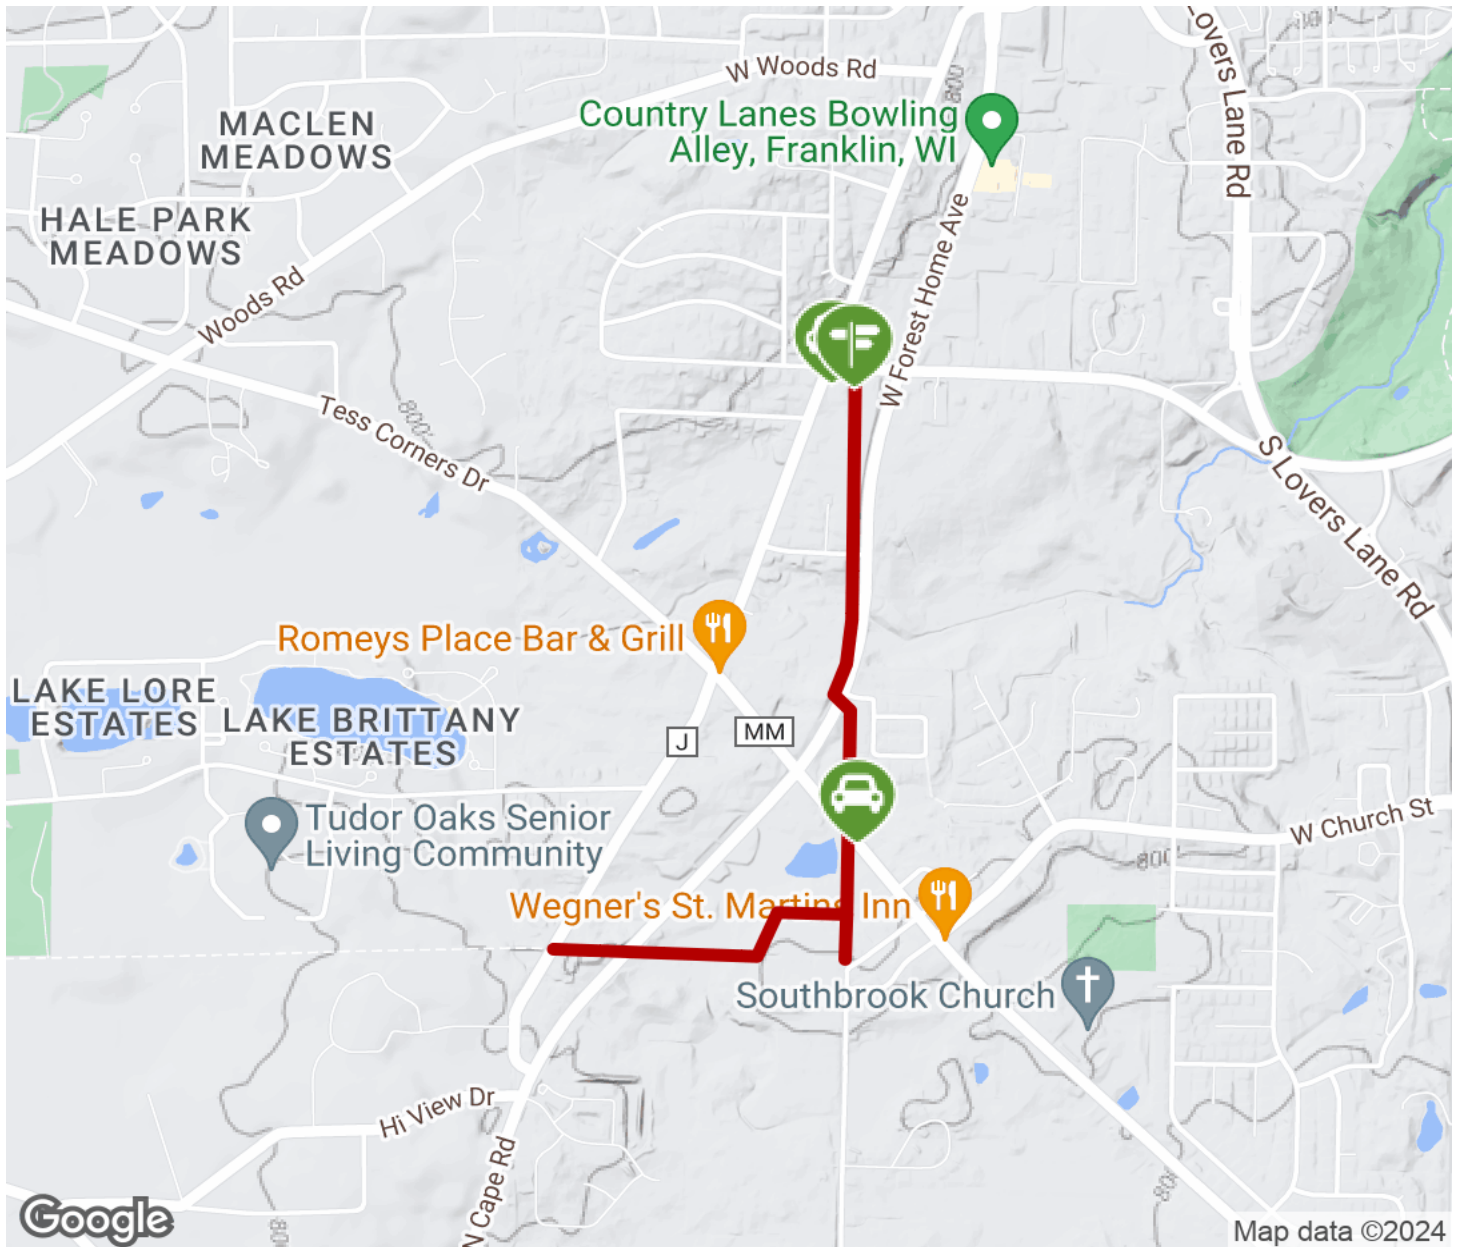 W Woods Rd
800
Lovers Lane Rd
Country Lanes Bowling
Alley, Franklin, WI
MACLEN
MEADOWS
HALE PARK
MEADOWS
Woods Rd
W Forest Home Ave
Tess Corners Dr
800
S Lovers Lane Rd
Romeys Place Bar & Grill
LAKE LORE
ESTATES
LAKE BRITTANY
ESTATES
J
MM
Tudor Oaks Senior
Living Community
W Church St
800
Wegner's St. Martins Inn
Southbrook Church
Hi View Dr
N Cape Rd
Google
Map data ©2024